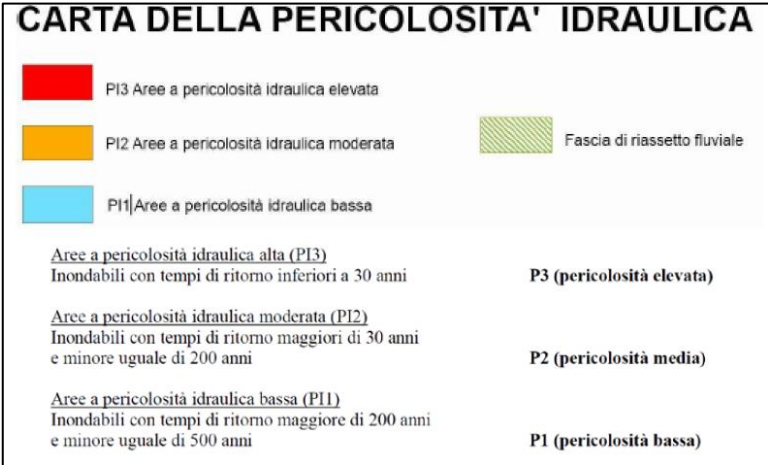 CARTA DELLA PERICOLOSITA' IDRAULICA
PI3 Aree a pericolosità idraulica elevata
PI2 Aree a pericolosità idraulica moderata
Fascia di riassetto fluviale
PI1 Aree a pericolosità idraulica bassa
Aree a pericolosità idraulica alta (PI3)
Inondabili con tempi di ritorno inferiori a 30 anni
P3 (pericolosità elevata)
Aree a pericolosità idraulica moderata (PI2)
Inondabili con tempi di ritorno maggiori di 30 anni
e minore uguale di 200 anni
P2 (pericolosità media)
Aree a pericolosità idraulica bassa (PI1)
Inondabili con tempi di ritorno maggiore di 200 anni
e minore uguale di 500 anni
P1 (pericolosità bassa)